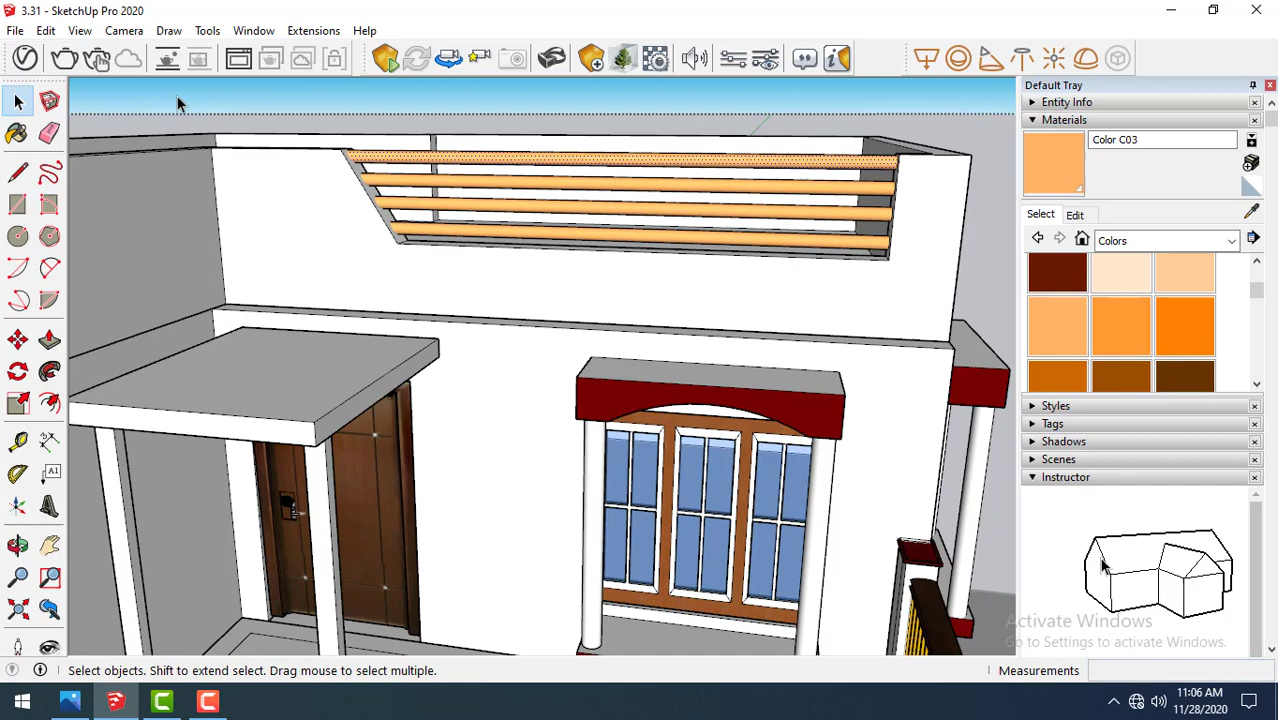 3.31 - SketchUp Pro 2020
File Edit View Camera Draw Tools Window Extensions Help
Default Tray
Entity Info
Materials
Color C03
Select Edit
Colors
Styles
Tags
Shadows
Scenes
Instructor
A1
Activate Windows
Go to Settings to activate Windows.
Select objects. Shift to extend select. Drag mouse to select multiple.
Measurements
11:06 AM
11/28/2020